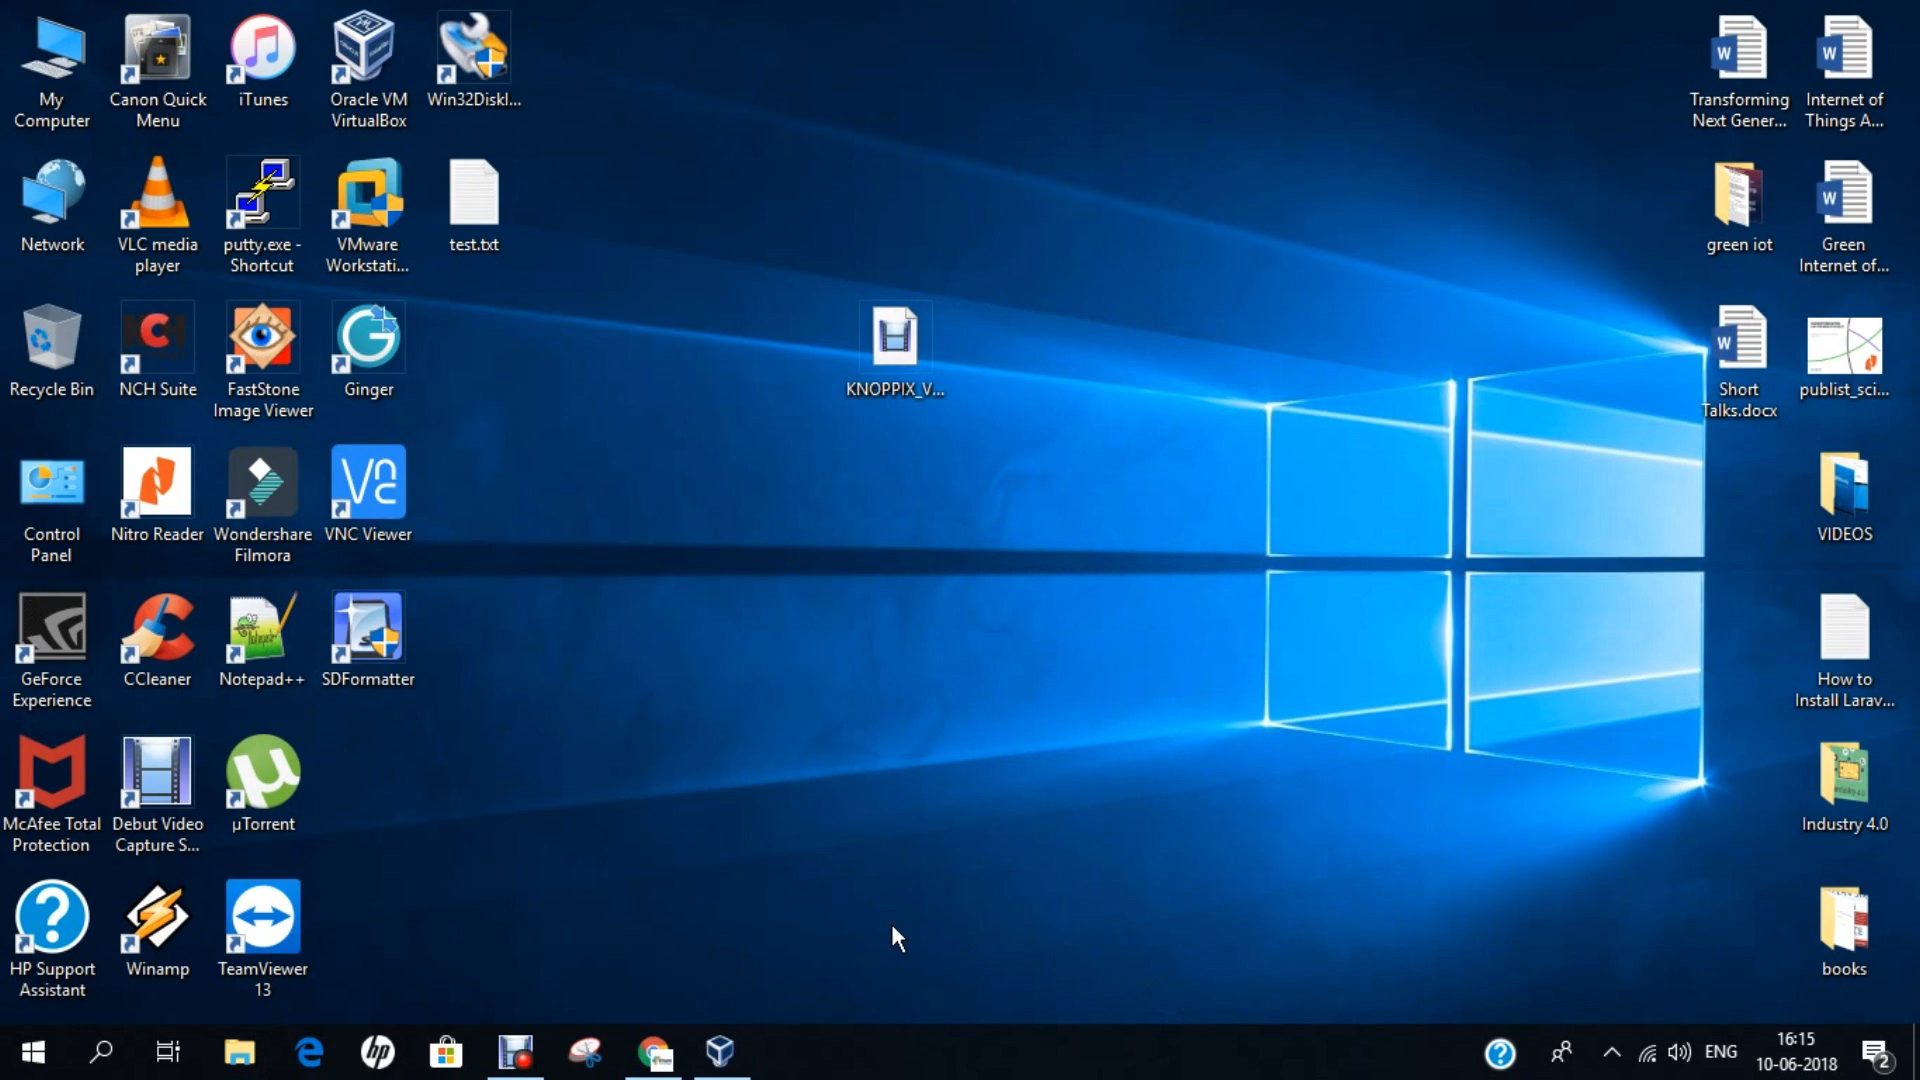 My
Computer
Canon Quick
Menu
iTunes
Oracle VM
VirtualBox
Win32DiskI...
Transforming
Next Gener...
Internet of
Things A...
Network
VLC media
player
putty.exe -
Shortcut
VMware
Workstati...
test.txt
green iot
Green
Internet of...
Recycle Bin
NCH Suite
FastStone
Image Viewer
Ginger
KNOPPIX_V...
Short
Talks.docx
publist_sci...
Control
Panel
Nitro Reader
Wondershare
Filmora
VNC Viewer
VIDEOS
GeForce
Experience
CCleaner
Notepad++
SDFormatter
How to
Install Larav...
McAfee Total
Protection
Debut Video
Capture S...
µTorrent
Industry 4.0
HP Support
Assistant
Winamp
TeamViewer
13
books
ENG
16:15
10-06-2018
2